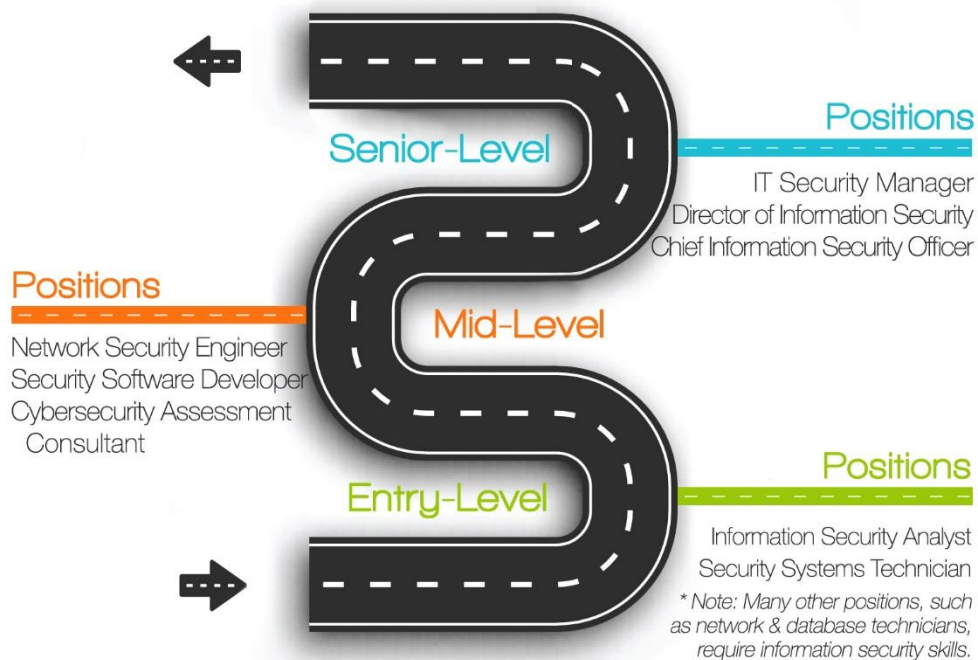 Senior-Level
Positions
IT Security Manager
Director of Information Security
Chief Information Security Officer
Positions
Network Security Engineer
Security Software Developer
Cybersecurity Assessment
Consultant
Mid-Level
Entry-Level
Positions
Information Security Analyst
Security Systems Technician
* Note: Many other positions, such
as network & database technicians,
require information security skills.